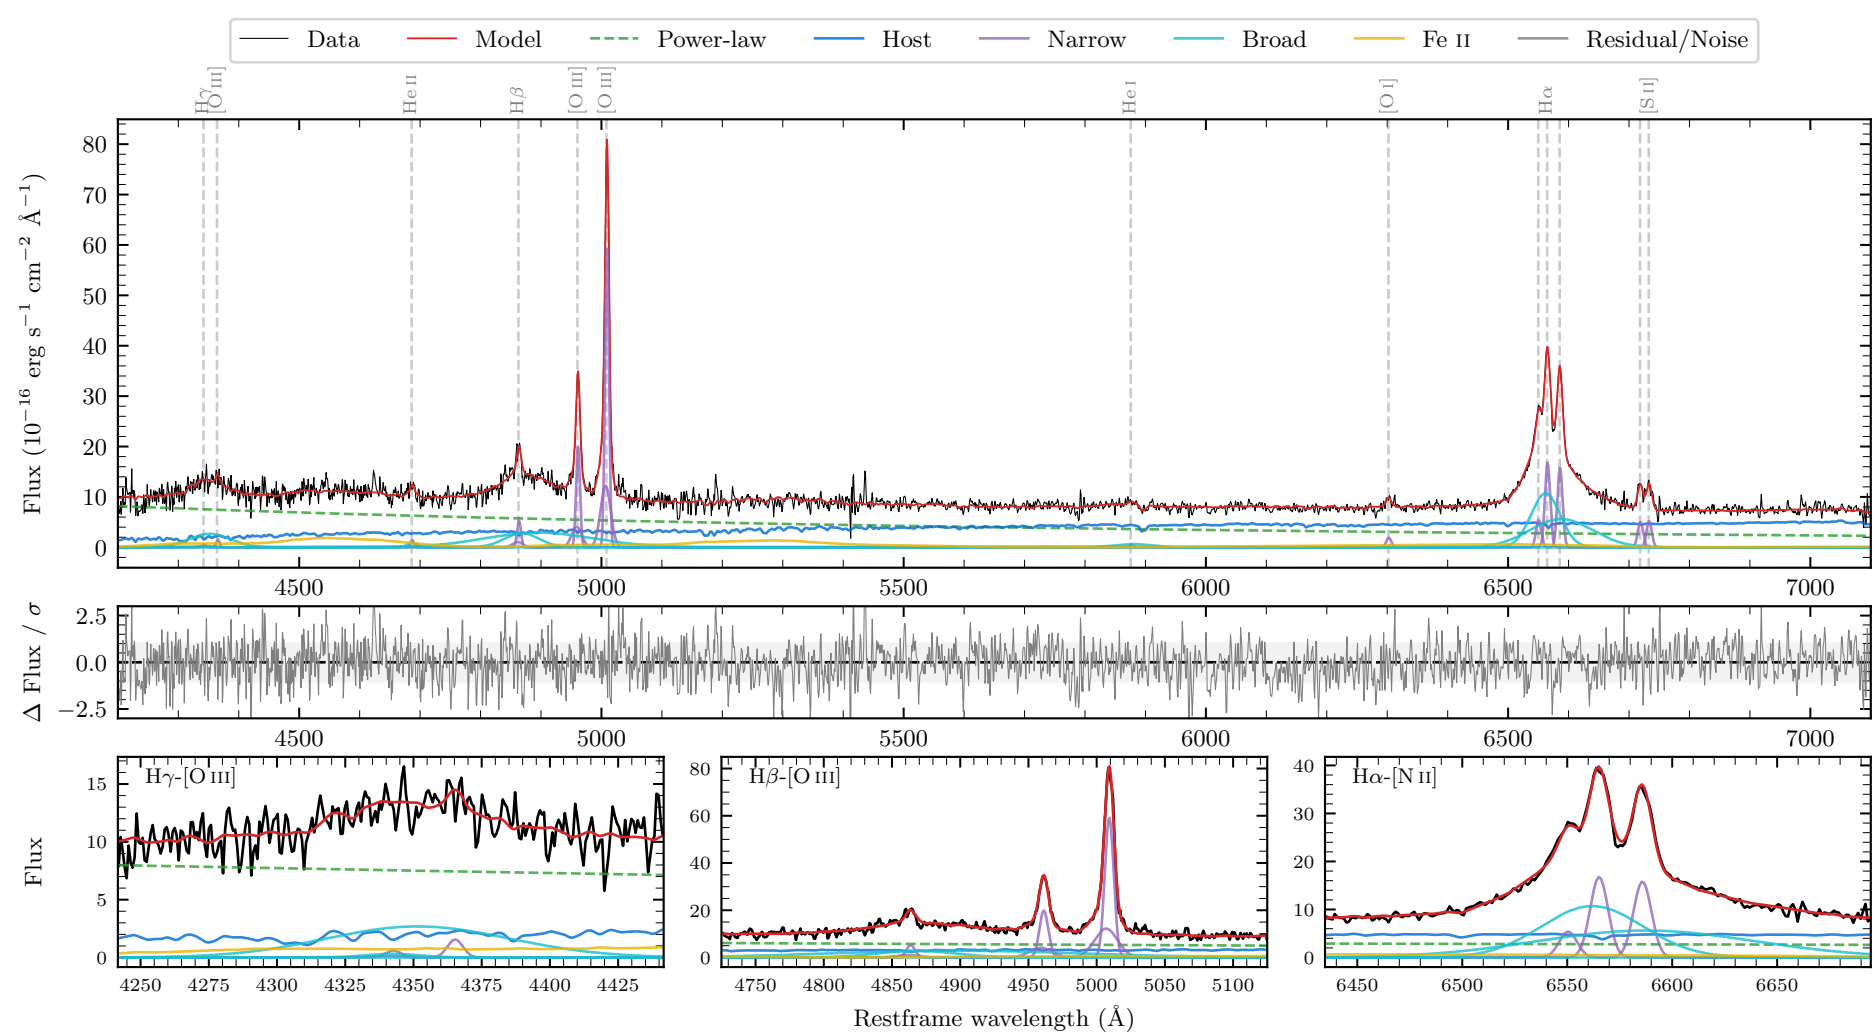 Data Model Power-law Host Narrow Broad Fe II Residual/Noise
Hγ [O III] He II Hβ [O III] [O III] He I [O I] Hα [S II]
Flux (10⁻¹⁶ erg s⁻¹ cm⁻² Å⁻¹)
80
70
60
50
40
30
20
10
0
4500 5000 5500 6000 6500 7000
Δ Flux / σ
2.5
0.0
−2.5
4500 5000 5500 6000 6500 7000
Flux
Hγ-[O III]
15
10
5
0
4250 4275 4300 4325 4350 4375 4400 4425
Hβ-[O III]
80
60
40
20
0
4750 4800 4850 4900 4950 5000 5050 5100
Hα-[N II]
40
30
20
10
0
6450 6500 6550 6600 6650
Restframe wavelength (Å)